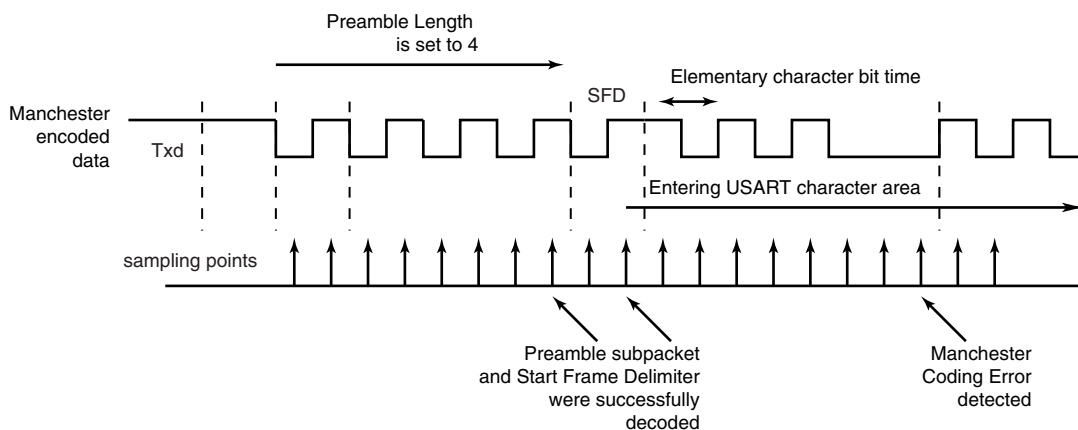 Preamble Length
is set to 4
Elementary character bit time
SFD
Manchester
encoded
data
Txd
Entering USART character area
sampling points
Preamble subpacket
and Start Frame Delimiter
were successfully
decoded
Manchester
Coding Error
detected